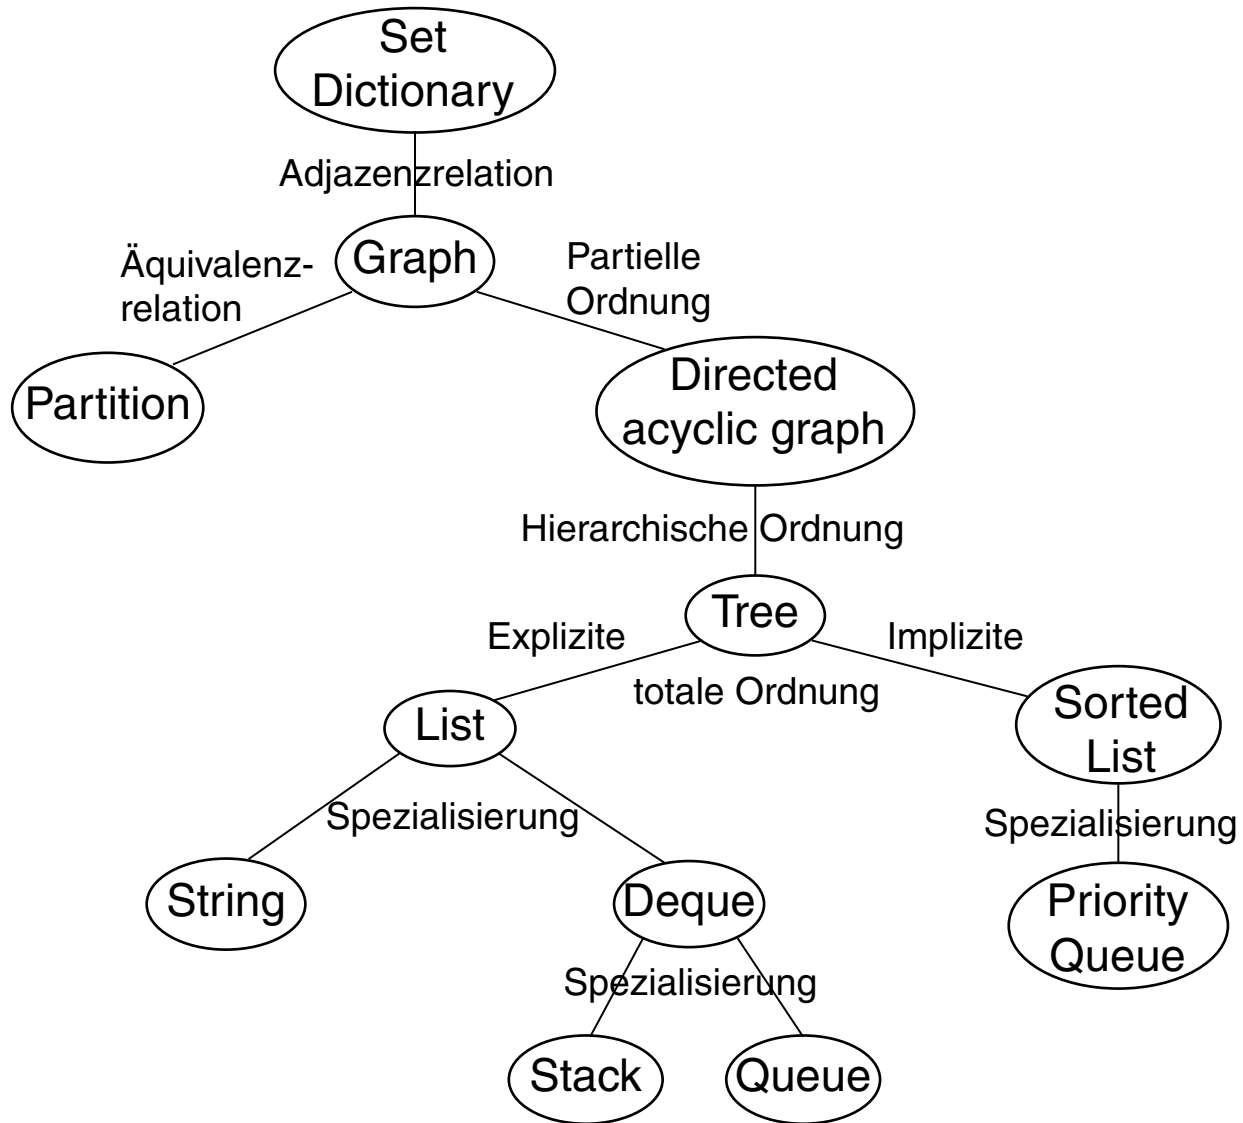 Set
Dictionary
Adjazenzrelation
Graph
Äquivalenz-
relation
Partielle
Ordnung
Partition
Directed
acyclic graph
Hierarchische Ordnung
Tree
Explizite
Implizite
totale Ordnung
List
Sorted
List
Spezialisierung
Spezialisierung
String
Deque
Priority
Queue
Spezialisierung
Stack
Queue